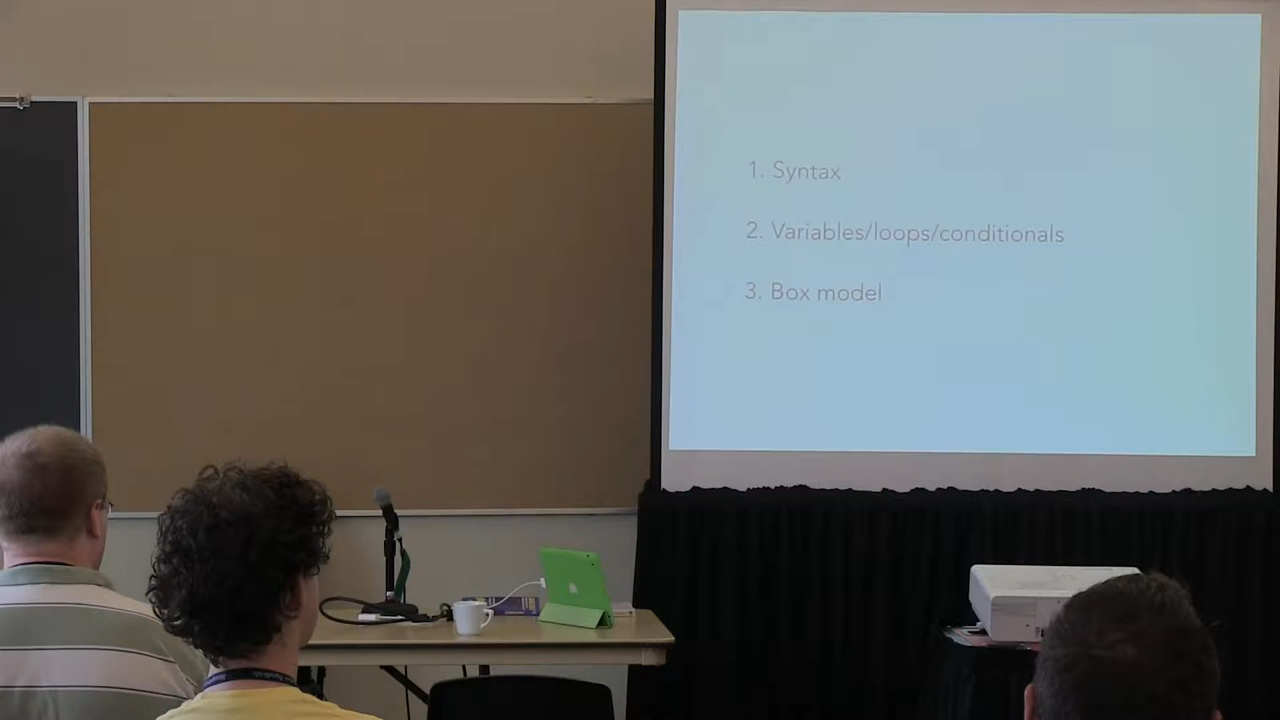 1. Syntax
2. Variables/loops/conditionals
3. Box model